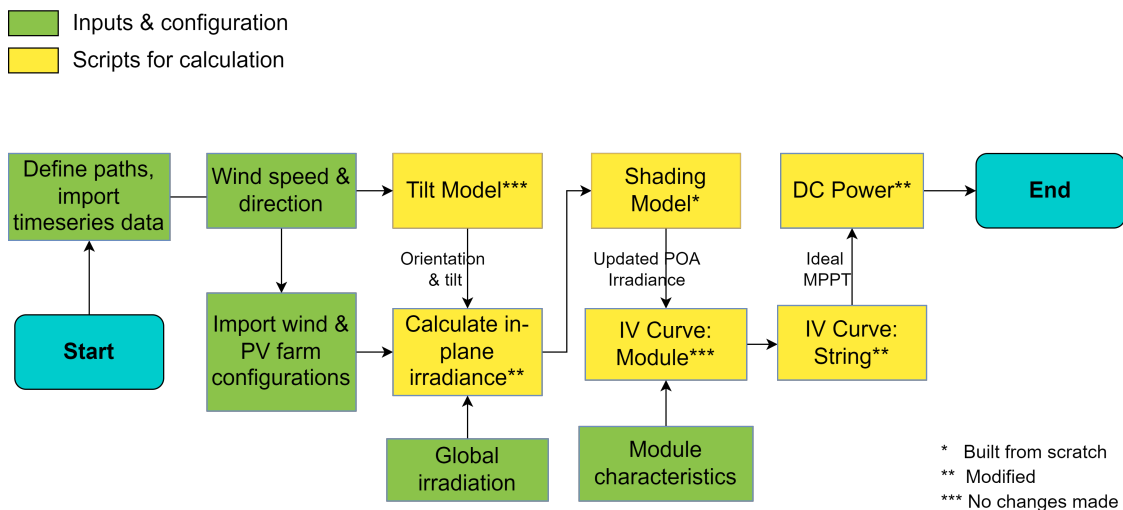 Inputs & configuration
Scripts for calculation
Define paths,
import
timeseries data
Wind speed &
direction
Tilt Model***
Shading
Model*
DC Power**
End
Orientation
& tilt
Updated POA
Irradiance
Ideal
MPPT
Start
Import wind &
PV farm
configurations
Calculate in-
plane
irradiance**
IV Curve:
Module***
IV Curve:
String**
Global
irradiation
Module
characteristics
* Built from scratch
** Modified
*** No changes made